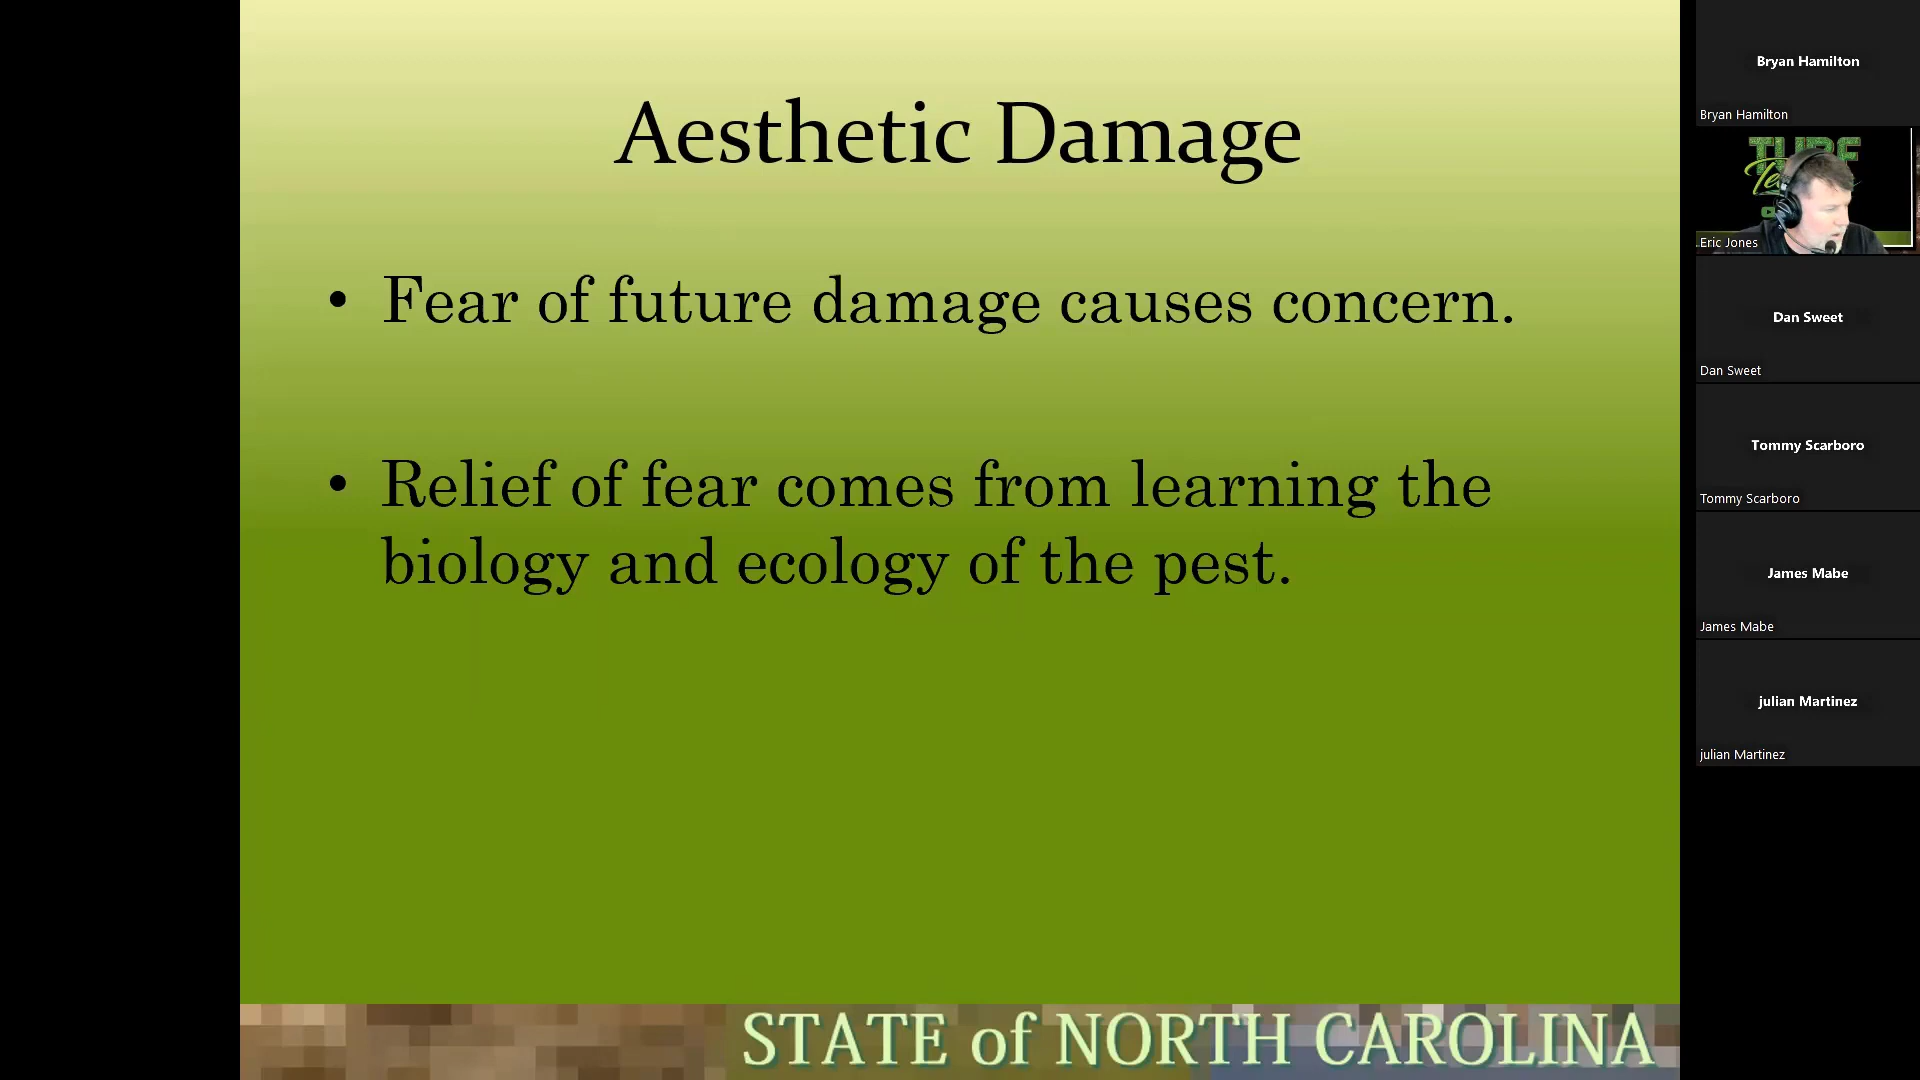 Aesthetic Damage
• Fear of future damage causes concern.
• Relief of fear comes from learning the
biology and ecology of the pest.
STATE of NORTH CAROLINA
Bryan Hamilton
Bryan Hamilton
TURF
Eric Jones
Dan Sweet
Dan Sweet
Tommy Scarboro
Tommy Scarboro
James Mabe
James Mabe
julian Martinez
julian Martinez